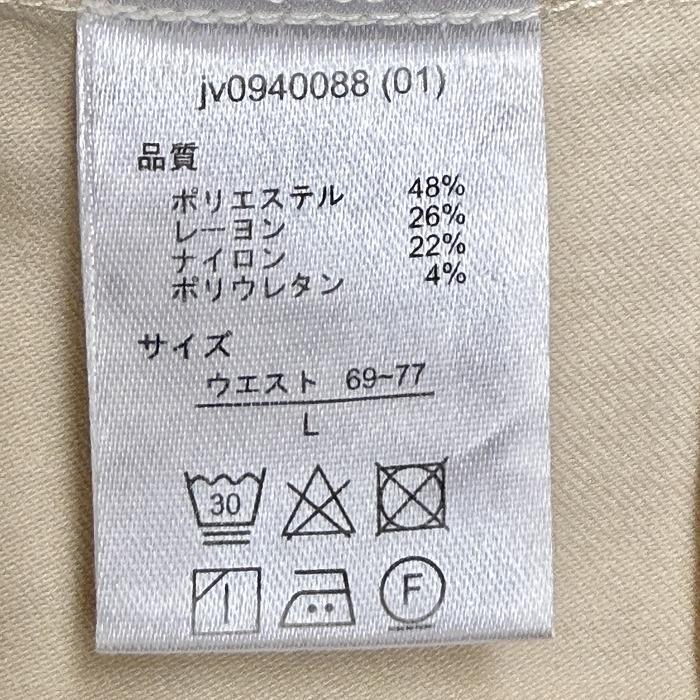 jv0940088 (01)
品質
ポリエステル 48%
レーヨン 26%
ナイロン 22%
ポリウレタン 4%
サイズ
ウエスト 69~77
L
30
F